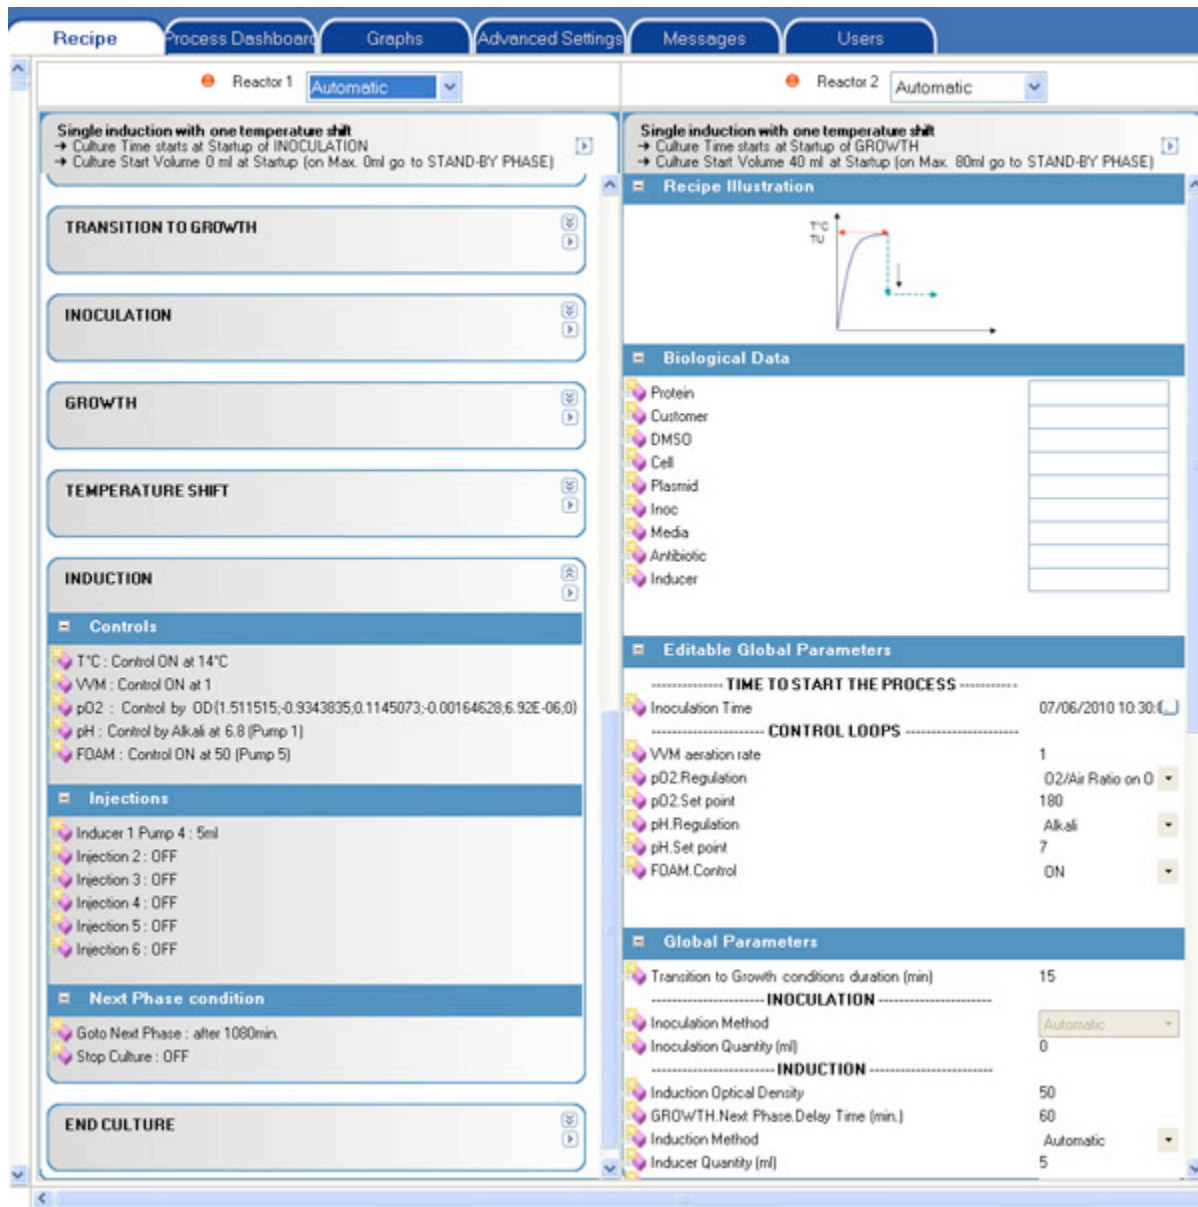 Recipe
Process Dashboard
Graphs
Advanced Settings
Messages
Users
Reactor 1 Automatic
Single induction with one temperature shift
→ Culture Time starts at Startup of INOCULATION
→ Culture Start Volume 0 ml at Startup (on Max. 0ml go to STAND-BY PHASE)
TRANSITION TO GROWTH
INOCULATION
GROWTH
TEMPERATURE SHIFT
INDUCTION
Controls
T°C : Control ON at 14°C
VVM : Control ON at 1
pO2 : Control by OD{1.511515;-0.9343835;0.1145073;-0.00164628;6.92E-06;0}
pH : Control by Alkali at 6.8 (Pump 1)
FOAM : Control ON at 50 (Pump 5)
Injections
Inducer 1 Pump 4 : 5ml
Injection 2 : OFF
Injection 3 : OFF
Injection 4 : OFF
Injection 5 : OFF
Injection 6 : OFF
Next Phase condition
Goto Next Phase : after 1080min.
Stop Culture : OFF
END CULTURE
Reactor 2 Automatic
Single induction with one temperature shift
→ Culture Time starts at Startup of GROWTH
→ Culture Start Volume 40 ml at Startup (on Max. 80ml go to STAND-BY PHASE)
Recipe Illustration
T°C
TU
Biological Data
Protein
Customer
DMSO
Cell
Plasmid
Inoc
Media
Antibiotic
Inducer
Editable Global Parameters
--------------- TIME TO START THE PROCESS ------------
Inoculation Time 07/06/2010 10:30:
------------------------ CONTROL LOOPS ------------------------
VVM aeration rate 1
pO2.Regulation O2/Air Ratio on O
pO2.Set point 180
pH.Regulation Alkali
pH.Set point 7
FOAM.Control ON
Global Parameters
Transition to Growth conditions duration (min) 15
------------------------ INOCULATION ------------------------
Inoculation Method Automatic
Inoculation Quantity (ml) 0
-------------------------- INDUCTION --------------------------
Induction Optical Density 50
GROWTH.Next Phase.Delay Time (min.) 60
Induction Method Automatic
Inducer Quantity (ml) 5